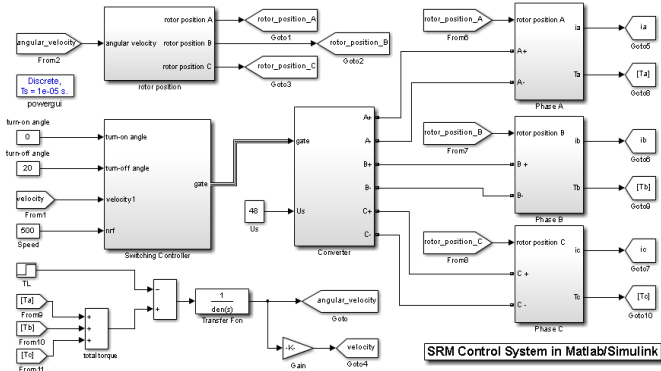 angular_velocity
From2
angular velocity
rotor position A
rotor position B
rotor position C
rotor position
rotor_position_A
Goto1
rotor_position_B
Goto2
rotor_position_C
Goto3
Discrete,
Ts = 1e-05 s.
powergui
turn-on angle
0
turn-off angle
20
velocity
From1
500
Speed
turn-on angle
turn-off angle
velocity1
nrf
gate
Switching Controller
48
Us
gate
Us
A+
A-
B+
B-
C+
C-
Converter
rotor_position_A
From6
rotor position A
A+
A-
ia
Ta
Phase A
ia
Goto5
[Ta]
Goto8
rotor_position_B
From7
rotor position B
B +
B-
ib
Tb
Phase B
ib
Goto6
[Tb]
Goto9
rotor_position_C
From8
rotor position C
C +
C -
ic
Tc
Phase C
ic
Goto7
[Tc]
Goto10
TL
[Ta]
From9
[Tb]
From10
[Tc]
From11
+
+
+
total torque
−
+
1
den(s)
Transfer Fcn
angular_velocity
Goto
-K-
Gain
velocity
Goto4
SRM Control System in Matlab/Simulink